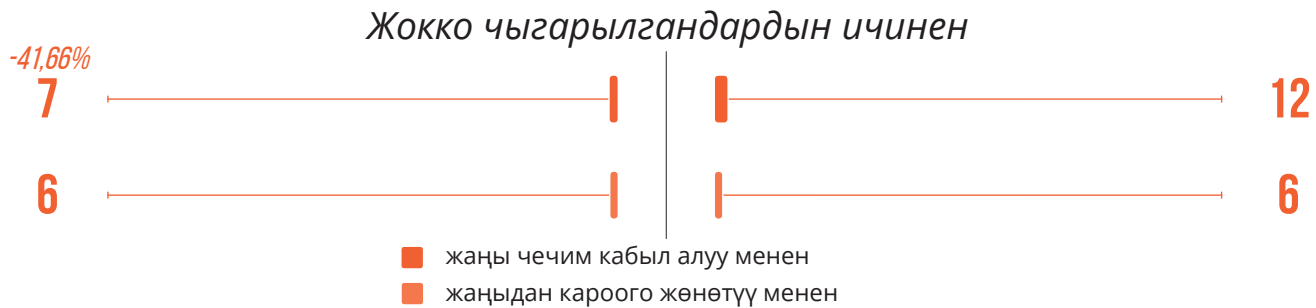 Жокко чыгарылгандардын ичинен
-41,66%
7 12
6 6
жаңы чечим кабыл алуу менен
жаңыдан кароого жөнөтүү менен